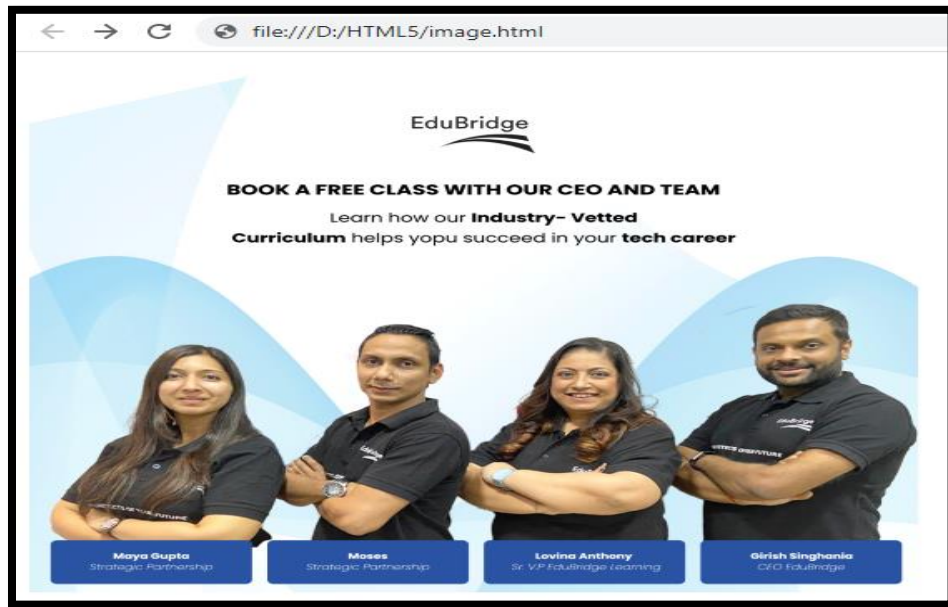 file:///D:/HTML5/image.html
EduBridge
BOOK A FREE CLASS WITH OUR CEO AND TEAM
Learn how our Industry- Vetted
Curriculum helps yopu succeed in your tech career
EduBridge
EduBridge
Maya Gupta
Strategic Partnership
Moses
Strategic Partnership
Lovina Anthony
Sr. V.P EduBridge Learning
Girish Singhania
CEO EduBridge